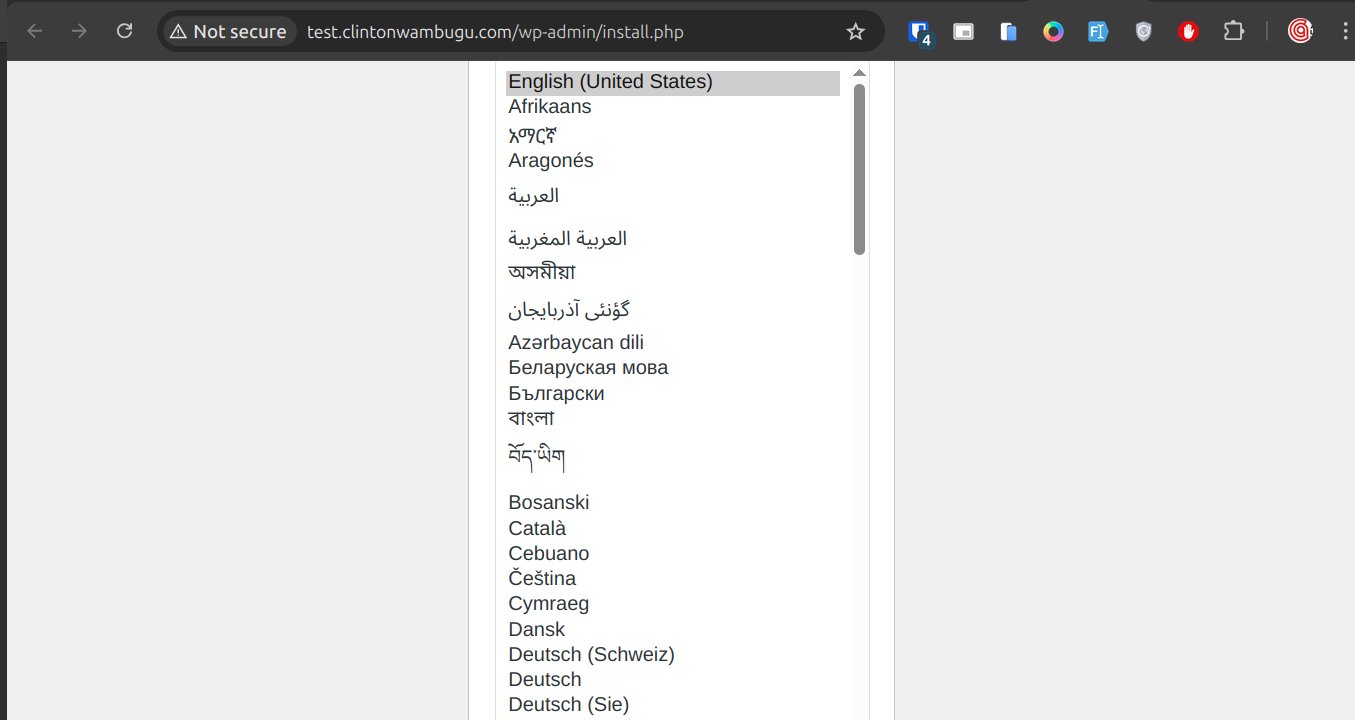 Not secure test.clintonwambugu.com/wp-admin/install.php 4
English (United States)
Afrikaans
አማርኛ
Aragonés
العربية
العربية المغربية
অসমীয়া
گؤنئی آذربایجان
Azərbaycan dili
Беларуская мова
Български
বাংলা
བོད་ཡིག
Bosanski
Català
Cebuano
Čeština
Cymraeg
Dansk
Deutsch (Schweiz)
Deutsch
Deutsch (Sie)